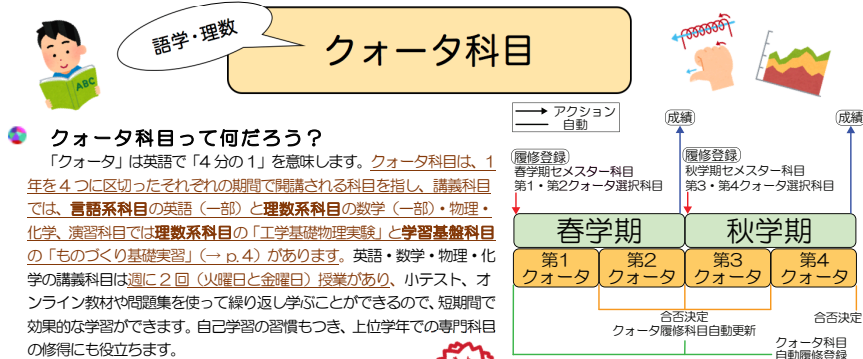 語学・理数
クォータ科目
ABC
クォータ科目って何だろう？
「クォータ」は英語で「4分の1」を意味します。クォータ科目は、1
年を4つに区切ったそれぞれの期間で開講される科目を指し、講義科目
では、言語系科目の英語（一部）と理数系科目の数学（一部）・物理・
化学、演習科目では理数系科目の「工学基礎物理実験」と学習基盤科目
の「ものづくり基礎実習」（→ p.4）があります。英語・数学・物理・化
学の講義科目は週に2回（火曜日と金曜日）授業があり、小テスト、オ
ンライン教材や問題集を使って繰り返し学ぶことができるので、短期間で
効果的な学習ができます。自己学習の習慣もつき、上位学年での専門科目
の修得にも役立ちます。
アクション
自動
成績
成績
履修登録
春学期セメスター科目
第1・第2クォータ選択科目
履修登録
秋学期セメスター科目
第3・第4クォータ選択科目
春学期
秋学期
第1
クォータ
第2
クォータ
第3
クォータ
第4
クォータ
合否決定
クォータ履修科目自動更新
合否決定
クォータ科目
自動履修登録